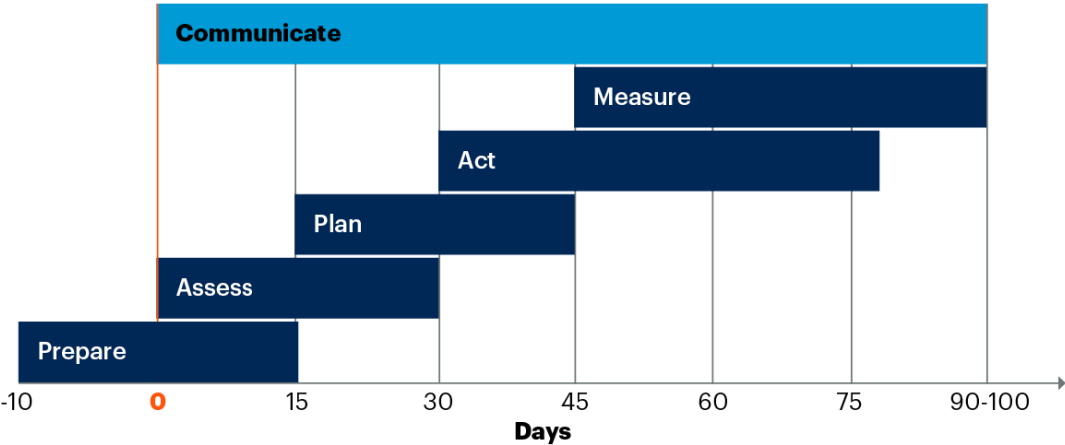 Communicate
Measure
Act
Plan
Assess
Prepare
-10 0 15 30 45 60 75 90-100
Days